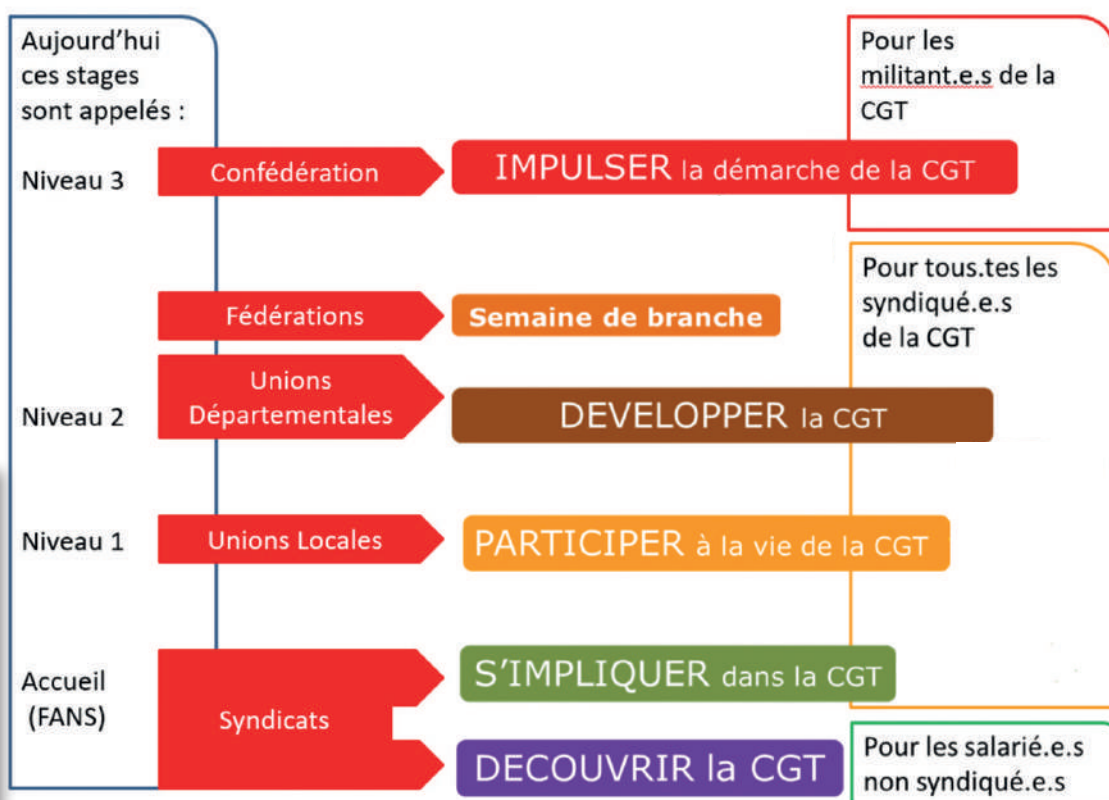 Aujourd’hui
ces stages
sont appelés :
Pour les
militant.e.s de la
CGT
Niveau 3
Confédération
IMPULSER la démarche de la CGT
Pour tous.tes les
syndiqué.e.s
de la CGT
Fédérations
Semaine de branche
Niveau 2
Unions
Départementales
DEVELOPPER la CGT
Niveau 1
Unions Locales
PARTICIPER à la vie de la CGT
Accueil
(FANS)
Syndicats
S’IMPLIQUER dans la CGT
DECOUVRIR la CGT
Pour les salarié.e.s
non syndiqué.e.s